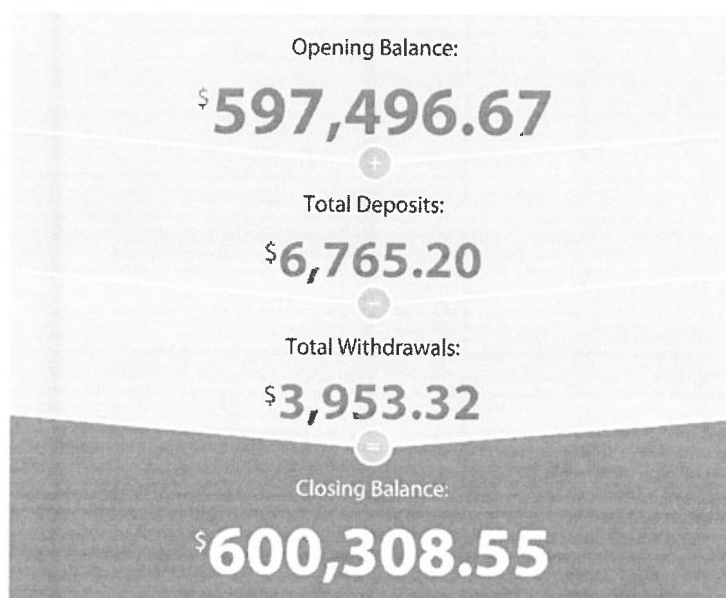 Opening Balance:
$597,496.67
+
Total Deposits:
$6,765.20
−
Total Withdrawals:
$3,953.32
=
Closing Balance:
$600,308.55